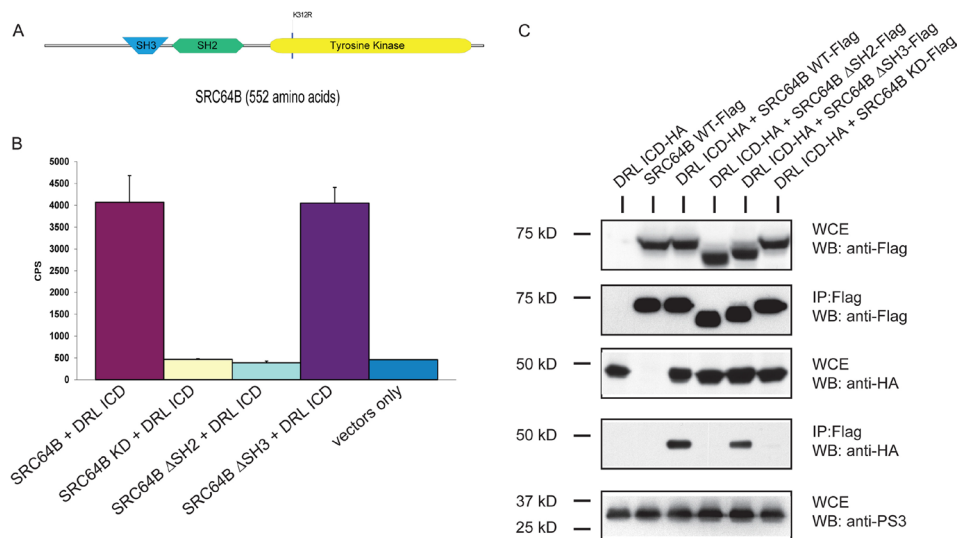 A
K312R
SH3
SH2
Tyrosine Kinase
SRC64B (552 amino acids)
B
CPS
5000
4500
4000
3500
3000
2500
2000
1500
1000
500
0
SRC64B + DRL ICD
SRC64B KD + DRL ICD
SRC64B ΔSH2 + DRL ICD
SRC64B ΔSH3 + DRL ICD
vectors only
C
DRL ICD-HA
SRC64B WT-Flag
DRL ICD-HA + SRC64B WT-Flag
DRL ICD-HA + SRC64B ΔSH2-Flag
DRL ICD-HA + SRC64B ΔSH3-Flag
DRL ICD-HA + SRC64B KD-Flag
75 kD
WCE
WB: anti-Flag
75 kD
IP:Flag
WB: anti-Flag
50 kD
WCE
WB: anti-HA
50 kD
IP:Flag
WB: anti-HA
37 kD
25 kD
WCE
WB: anti-PS3